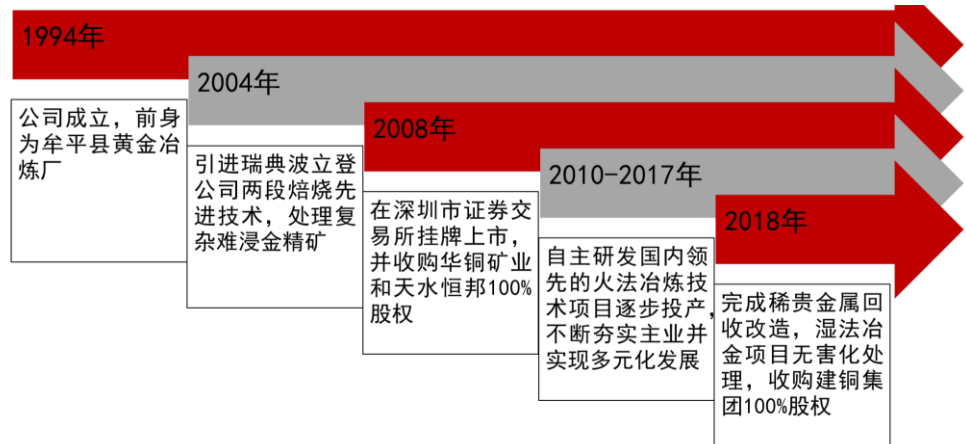 1994年
公司成立，前身
为牟平县黄金冶
炼厂
2004年
引进瑞典波立登
公司两段焙烧先
进技术，处理复
杂难浸金精矿
2008年
在深圳市证券交
易所挂牌上市，
并收购华铜矿业
和天水恒邦100%
股权
2010-2017年
自主研发国内领
先的火法冶炼技
术项目逐步投产，
不断夯实主业并
实现多元化发展
2018年
完成稀贵金属回
收改造，湿法冶
金项目无害化处
理，收购建铜集
团100%股权